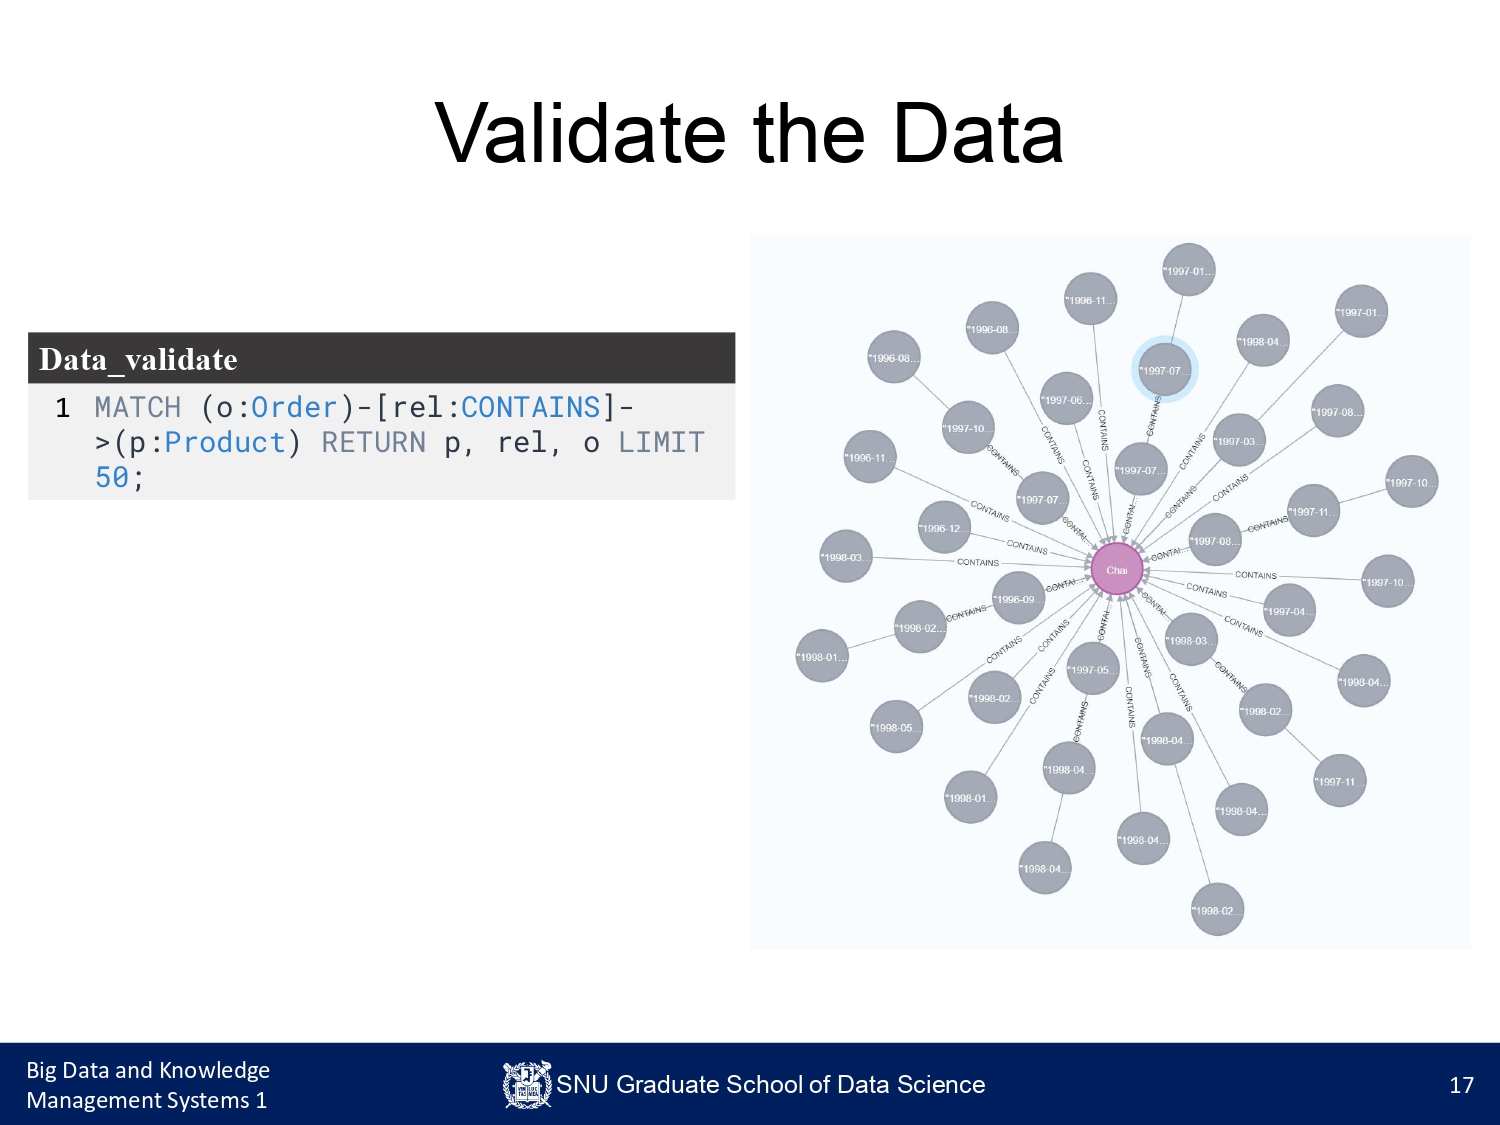 Validate the Data
Data_validate
1 MATCH (o:Order)-[rel:CONTAINS]-
>(p:Product) RETURN p, rel, o LIMIT
50;
"1997-01...
"1996-11...
"1997-01...
"1996-08...
"1998-04...
"1996-08...
"1997-07...
"1997-06...
"1997-08...
"1997-10...
"1997-03...
"1996-11...
"1997-07...
"1997-10...
"1997-07...
"1997-11...
"1996-12...
"1997-08...
"1998-03...
Chai
"1997-10...
"1996-09...
"1997-04...
"1998-02...
"1998-03...
"1998-01...
"1997-05...
"1998-04...
"1998-02...
"1998-02...
"1998-05...
"1998-04...
"1998-04...
"1997-11...
"1998-01...
"1998-04...
"1998-04...
"1998-04...
"1998-02...
CONTAINS
CONTAINS
CONTAINS
CONTAINS
CONTAINS
CONTAINS
CONTAINS
CONTAINS
CONTAINS
CONTAI...
CONTAI...
CONTAINS
CONTAINS
CONTAI...
CONTAINS
CONTAINS
CONTAINS
CONTAI...
CONTAINS
CONTAINS
CONTAI...
CONTAINS
CONTAINS
CONTAINS
CONTAINS
CONTAI...
CONTAINS
CONTAINS
CONTAINS
CONTAINS
CONTAINS
Big Data and Knowledge
Management Systems 1
SNU Graduate School of Data Science
17